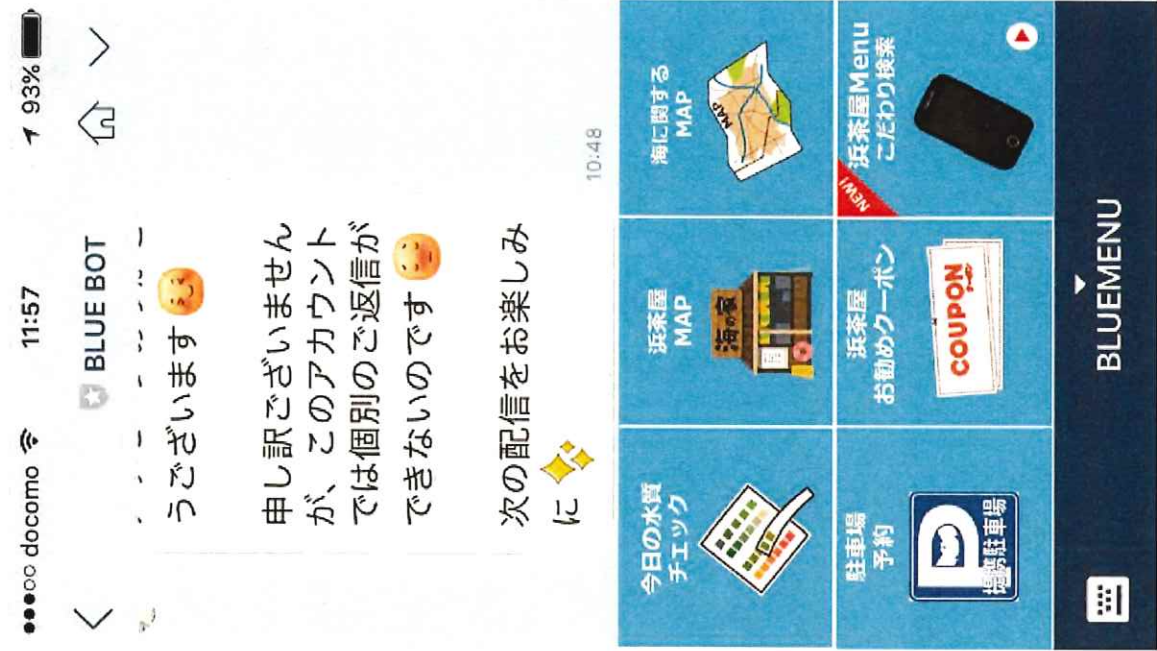 docomo 11:57 93%
BLUE BOT
うございます
申し訳ございません
が、このアカウント
では個別のご返信が
できないのです
次の配信をお楽しみ
に
10:48
今日の水質
チェック
浜茶屋
MAP
海の家
海に関する
MAP
MAP
駐車場
予約
P
提携駐車場
浜茶屋
お勧めクーポン
COUPON
クーポン
NEW!
浜茶屋Menu
こだわり検索
BLUEMENU